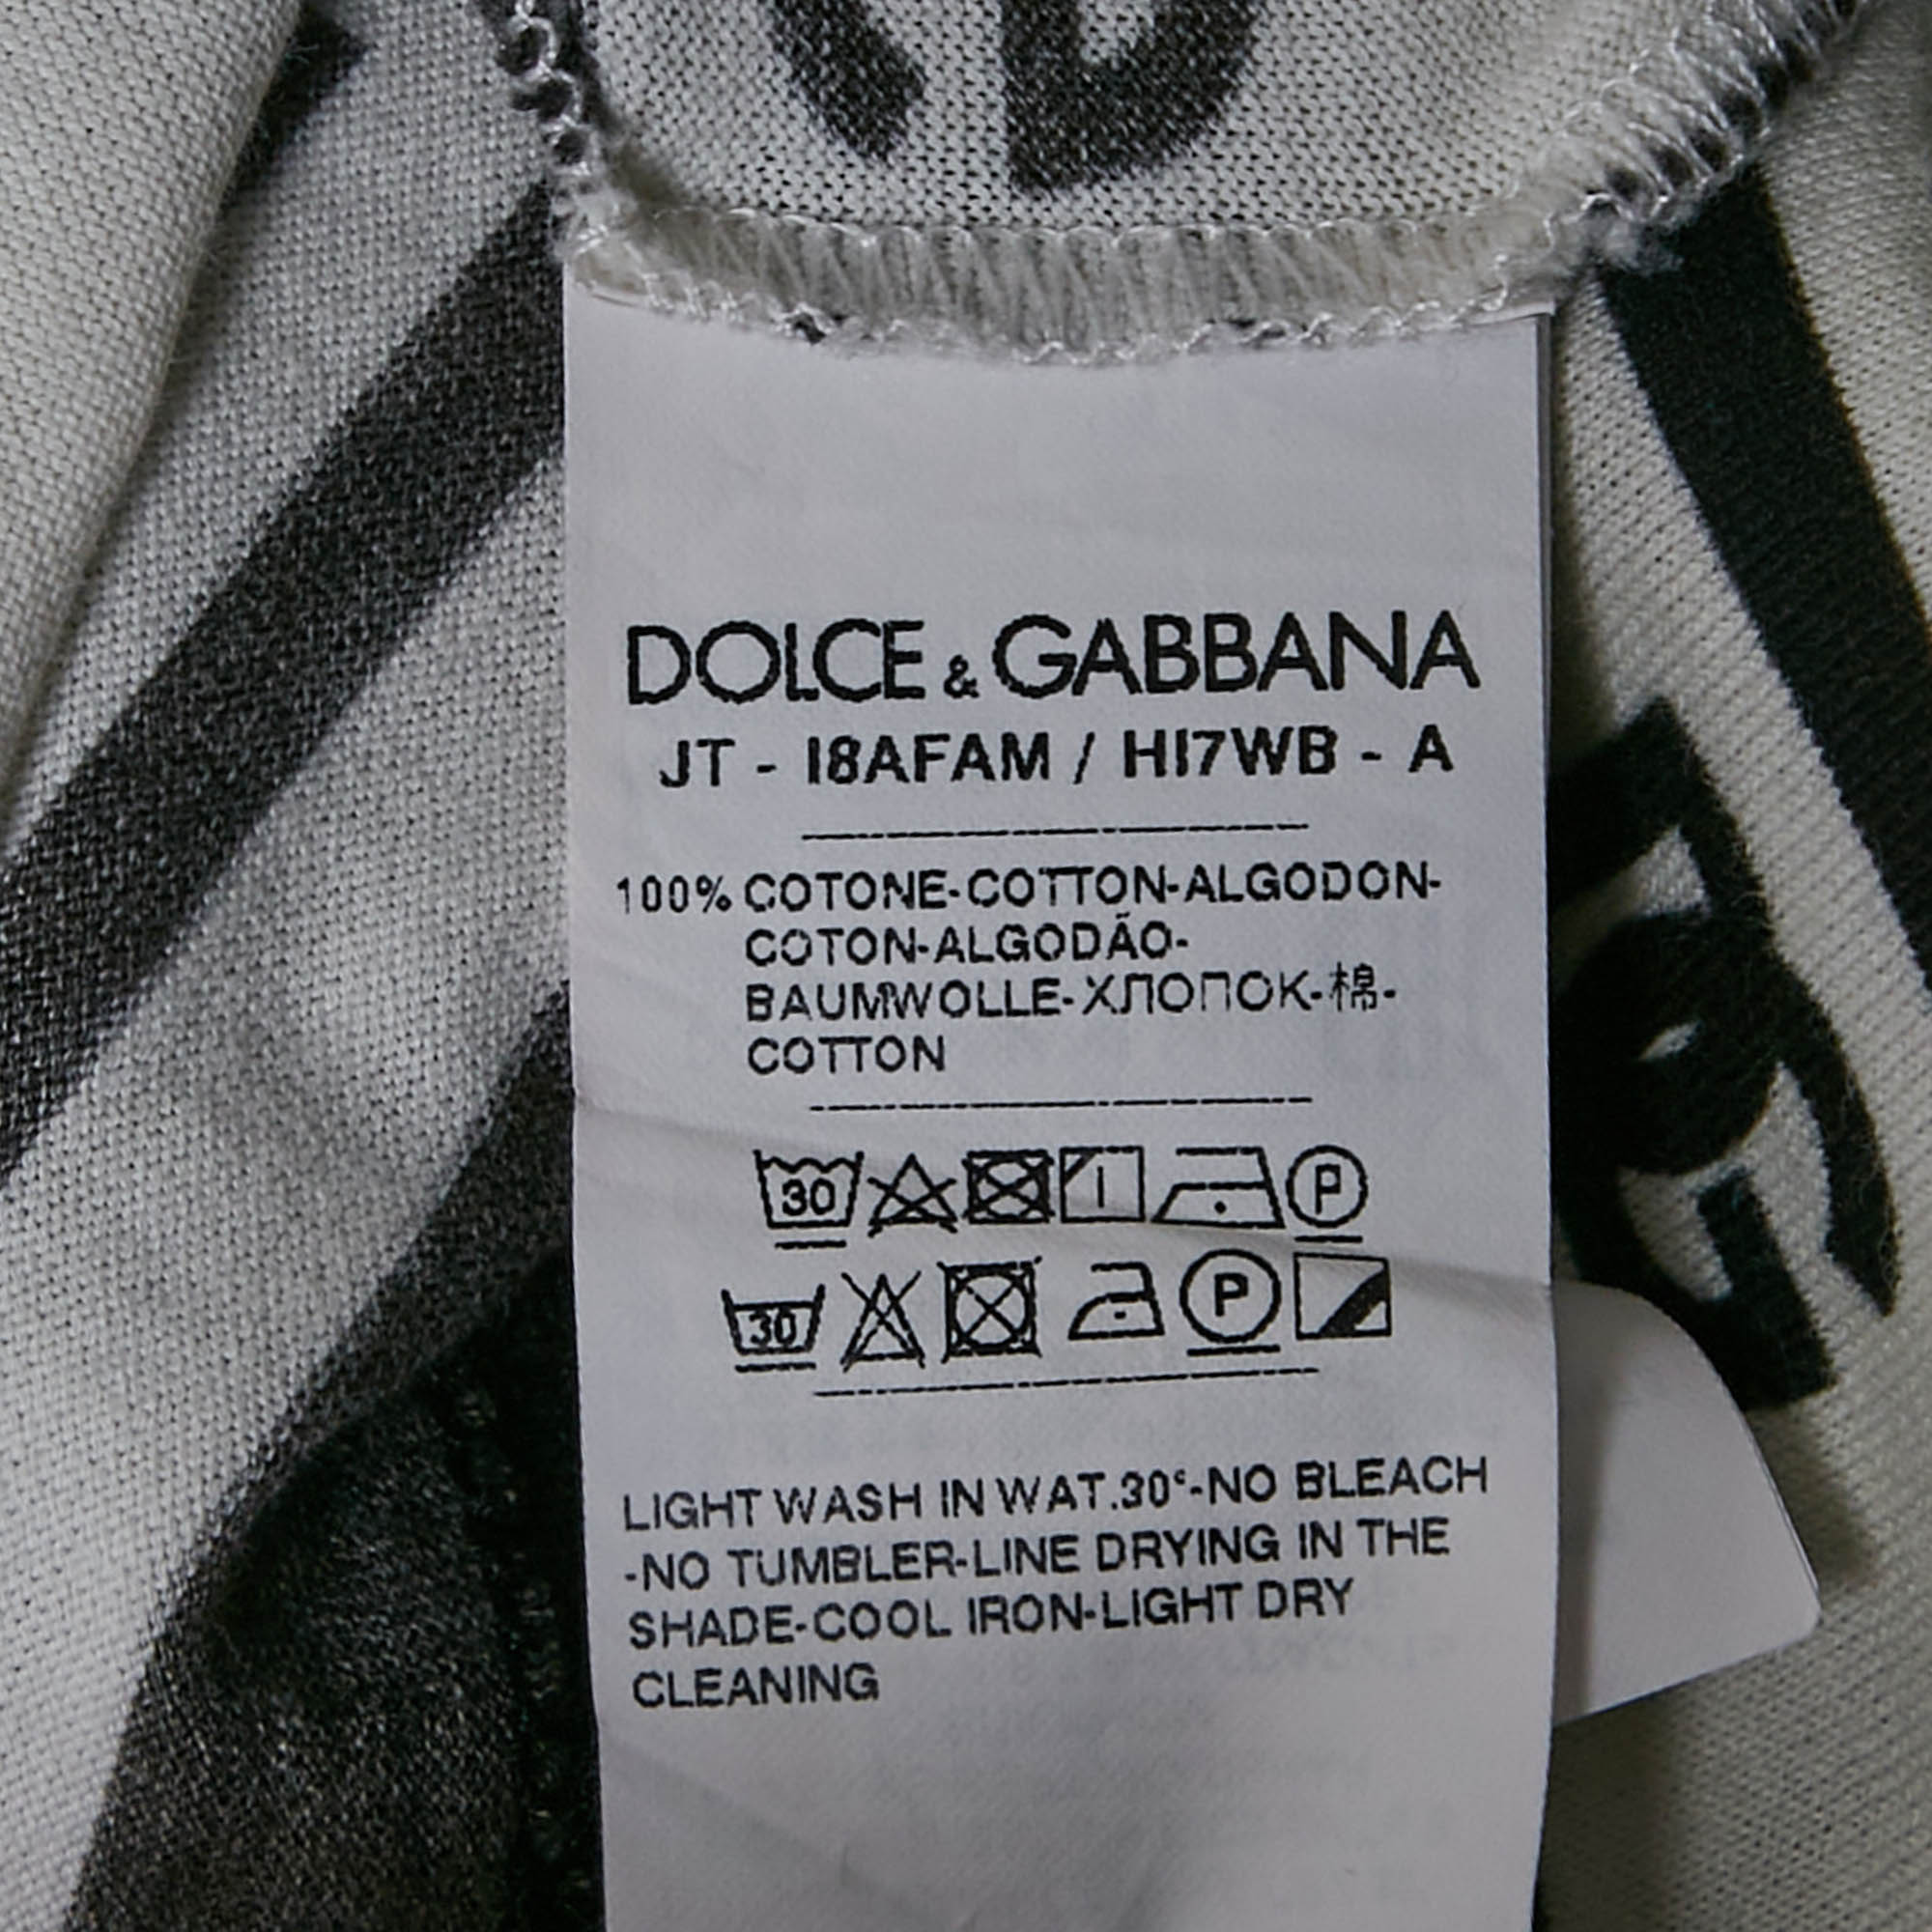 DOLCE & GABBANA
JT - I8AFAM / HI7WB - A
100% COTONE-COTTON-ALGODON-
COTON-ALGODÃO-
BAUMWOLLE-ХЛОПОК-棉-
COTTON
30 P
30 P
LIGHT WASH IN WAT.30°-NO BLEACH
-NO TUMBLER-LINE DRYING IN THE
SHADE-COOL IRON-LIGHT DRY
CLEANING